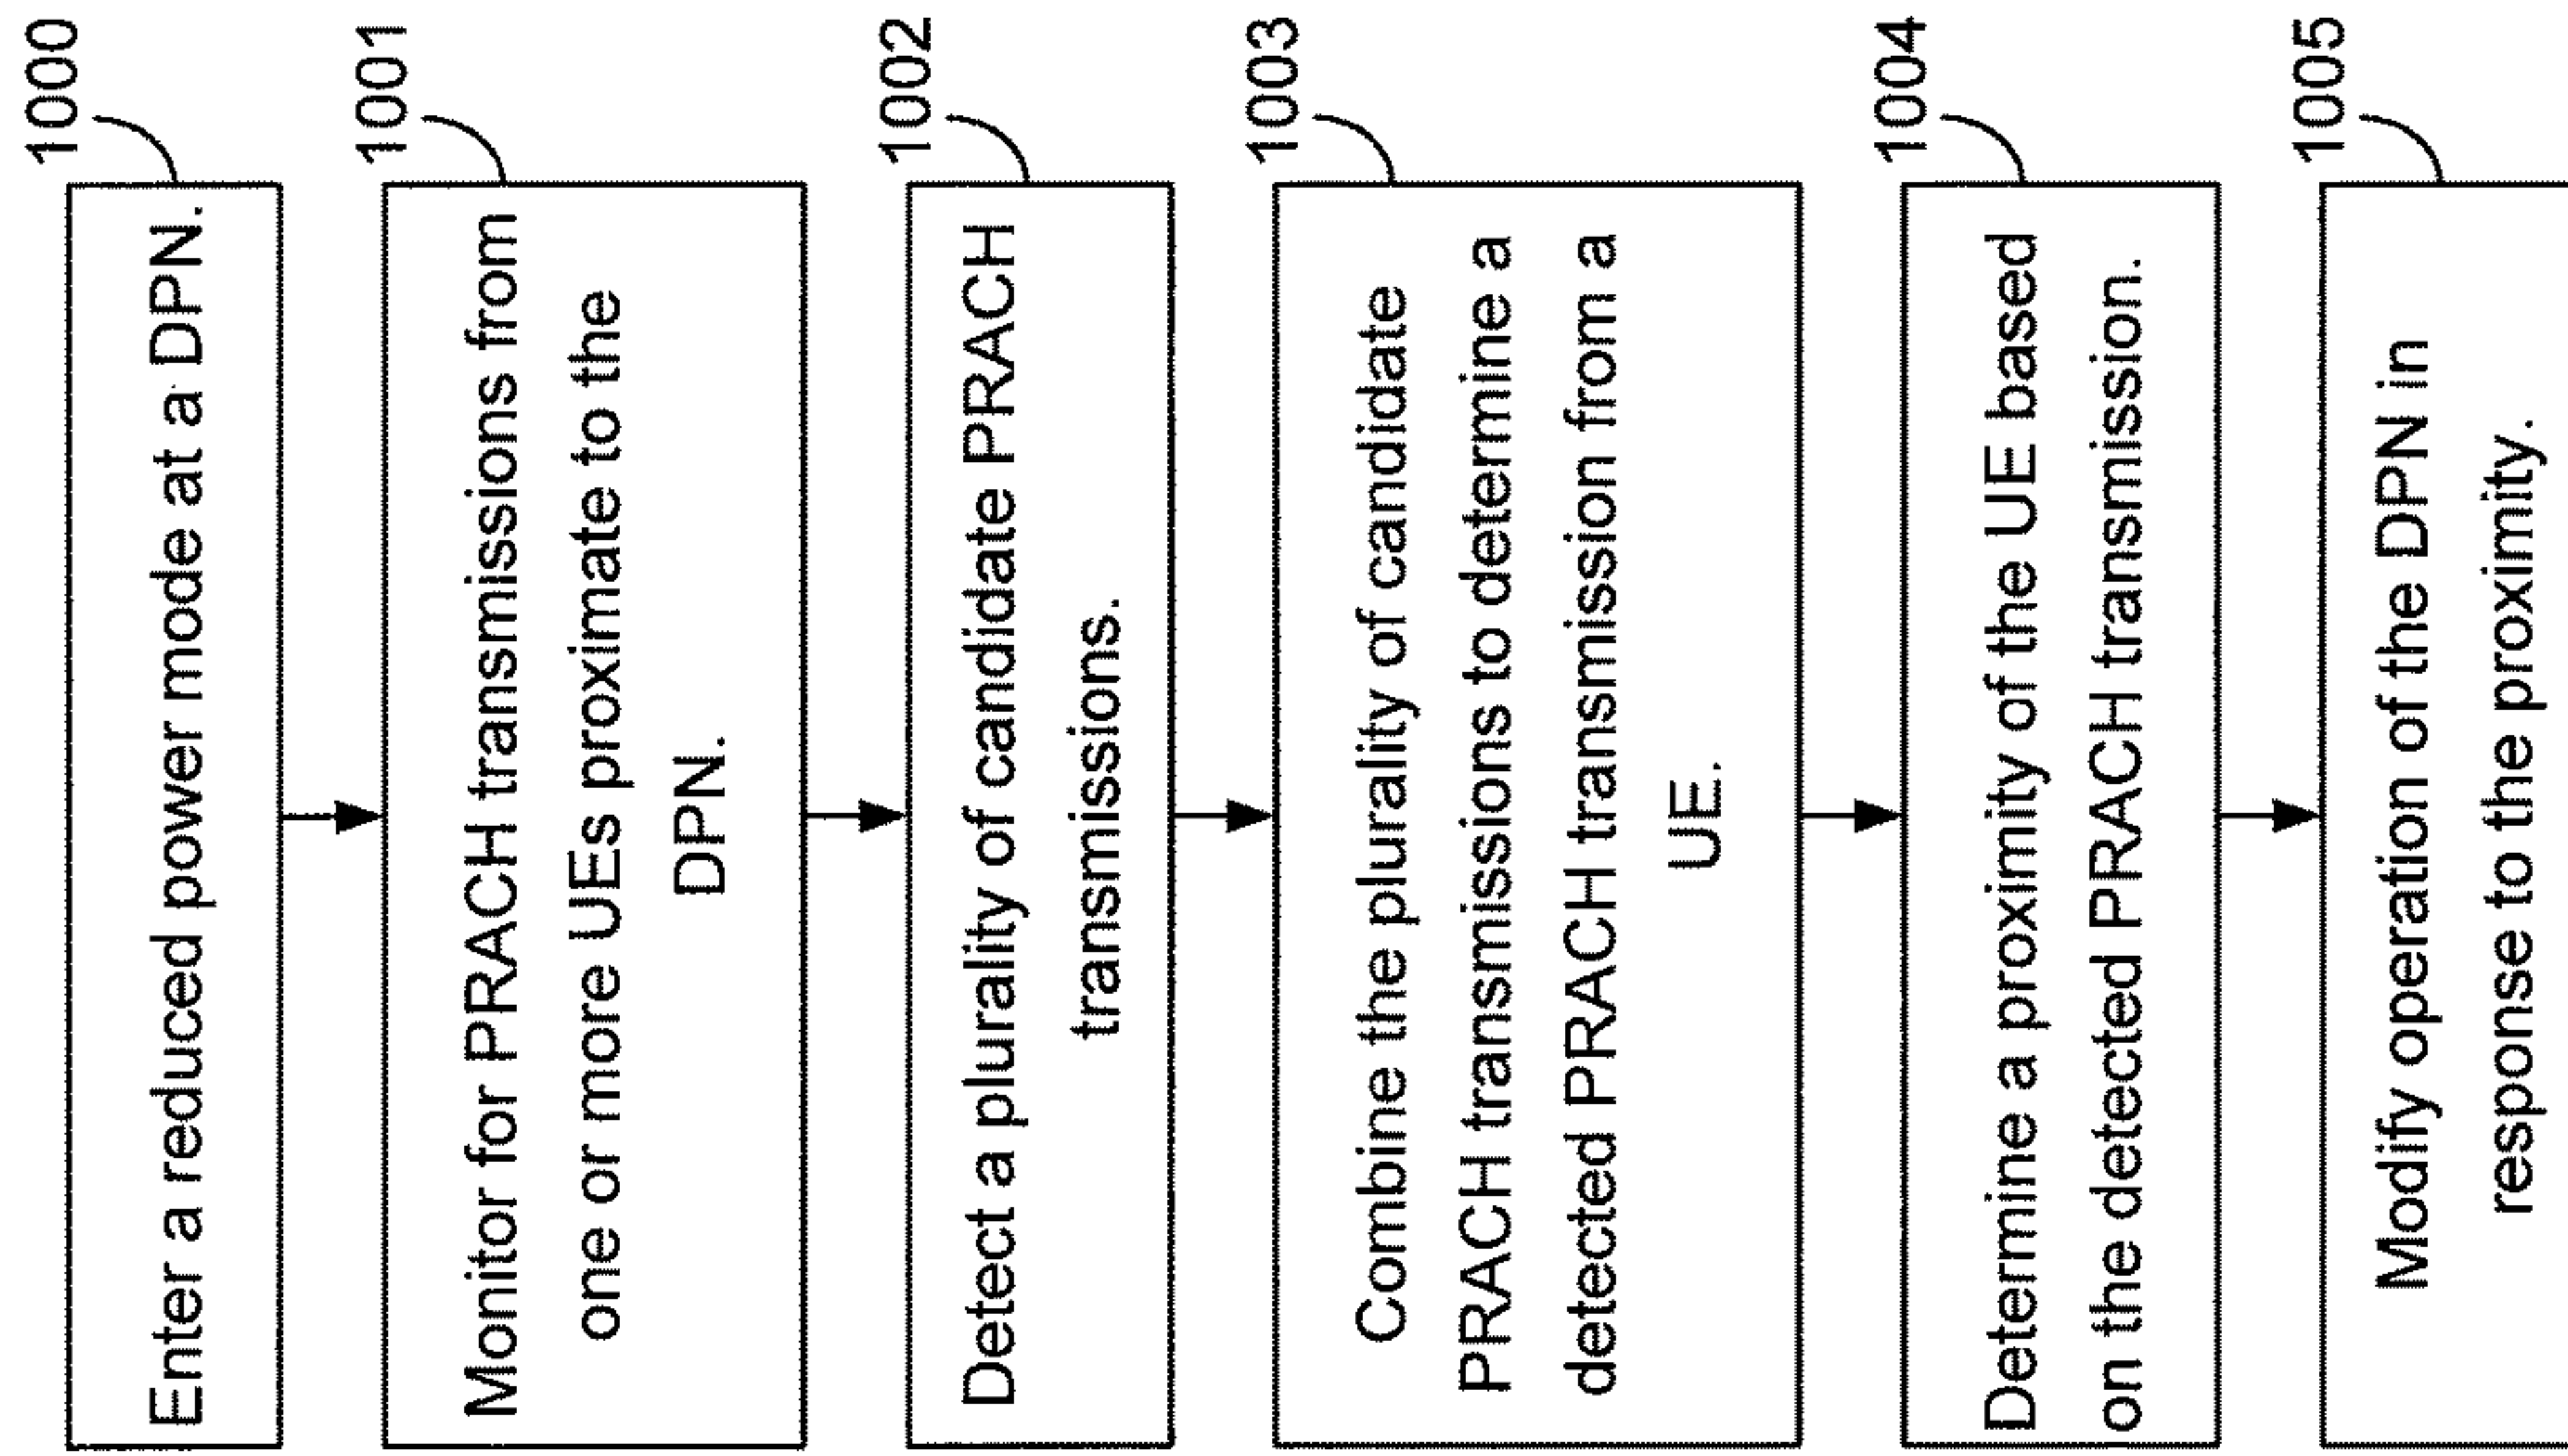 1000
Enter a reduced power mode at a DPN.
1001
Monitor for PRACH transmissions from
one or more UEs proximate to the
DPN.
1002
Detect a plurality of candidate PRACH
transmissions.
1003
Combine the plurality of candidate
PRACH transmissions to determine a
detected PRACH transmission from a
UE.
1004
Determine a proximity of the UE based
on the detected PRACH transmission.
1005
Modify operation of the DPN in
response to the proximity.